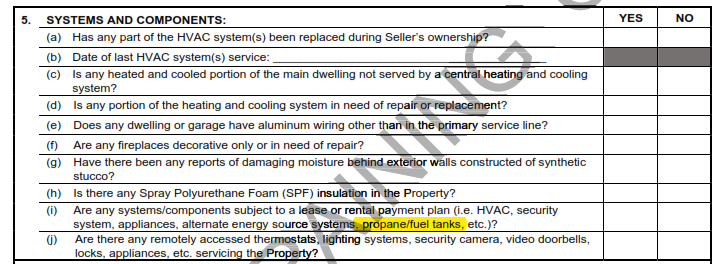 5. SYSTEMS AND COMPONENTS: YES NO
(a) Has any part of the HVAC system(s) been replaced during Seller's ownership?
(b) Date of last HVAC system(s) service: ________________
(c) Is any heated and cooled portion of the main dwelling not served by a central heating and cooling
system?
(d) Is any portion of the heating and cooling system in need of repair or replacement?
(e) Does any dwelling or garage have aluminum wiring other than in the primary service line?
(f) Are any fireplaces decorative only or in need of repair?
(g) Have there been any reports of damaging moisture behind exterior walls constructed of synthetic
stucco?
(h) Is there any Spray Polyurethane Foam (SPF) insulation in the Property?
(i) Are any systems/components subject to a lease or rental payment plan (i.e. HVAC, security
system, appliances, alternate energy source systems, propane/fuel tanks, etc.)?
(j) Are there any remotely accessed thermostats, lighting systems, security camera, video doorbells,
locks, appliances, etc. servicing the Property?
RAINING